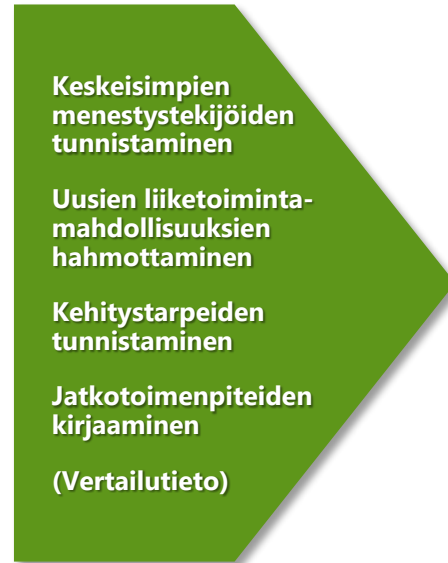 Keskeisimpien
menestystekijöiden
tunnistaminen
Uusien liiketoiminta-
mahdollisuuksien
hahmottaminen
Kehitystarpeiden
tunnistaminen
Jatkotoimenpiteiden
kirjaaminen
(Vertailutieto)